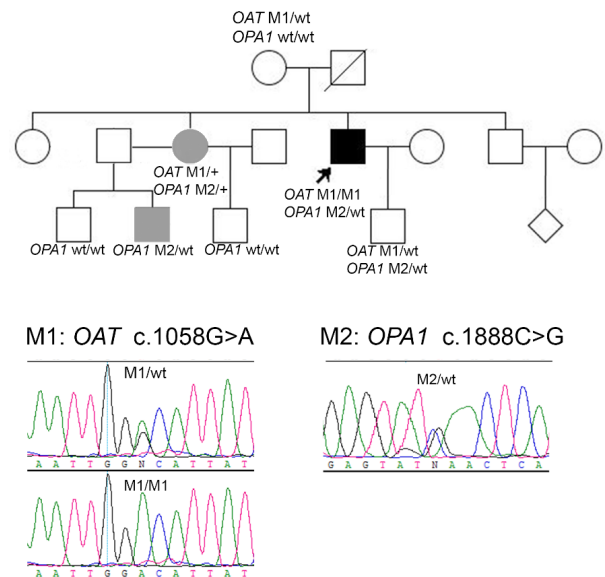 OAT M1/wt
OPA1 wt/wt
OAT M1/+
OPA1 M2/+
OAT M1/M1
OPA1 M2/wt
OPA1 wt/wt
OPA1 M2/wt
OPA1 wt/wt
OAT M1/wt
OPA1 M2/wt
M1: OAT c.1058G>A
M1/wt
A A T T G G N C A T T A T
M1/M1
A A T T G G A C A T T A T
M2: OPA1 c.1888C>G
M2/wt
G A G T A T N A A C T C A